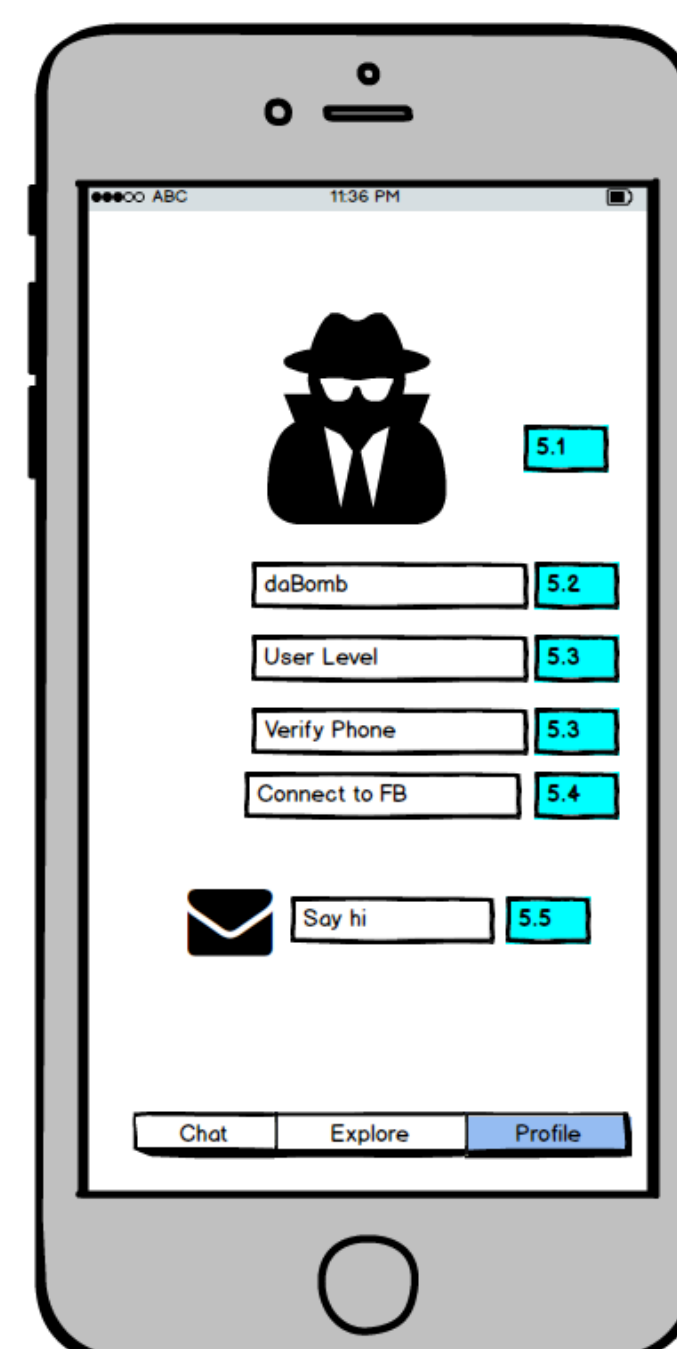 ABC 11:36 PM
5.1
daBomb 5.2
User Level 5.3
Verify Phone 5.3
Connect to FB 5.4
Say hi 5.5
Chat Explore Profile